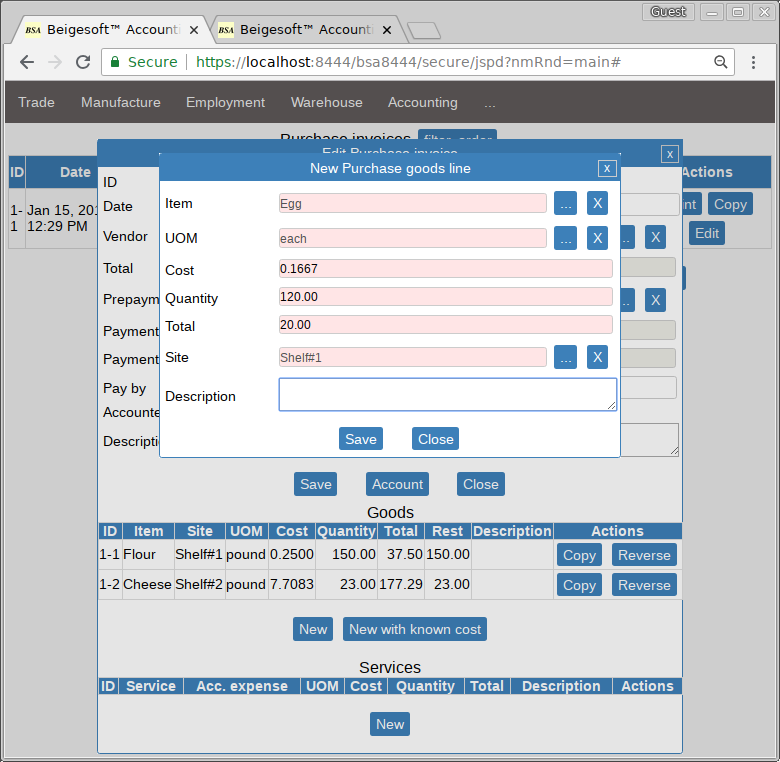 Guest
BSA Beigesoft™ Accounti
BSA Beigesoft™ Accounti
Secure https://localhost:8444/bsa8444/secure/jspd?nmRnd=main#
Trade Manufacture Employment Warehouse Accounting ...
Purchase invoices
Edit Purchase invoice x
New Purchase goods line x
ID Date Actions
1-1 Jan 15, 201 12:29 PM Copy Edit
ID
Date
Vendor ... X
Total
Prepaym ... X
Payment
Payment
Pay by
Accounte
Descripti
Item Egg ... X
UOM each ... X
Cost 0.1667
Quantity 120.00
Total 20.00
Site Shelf#1 ... X
Description
Save Close
Save Account Close
Goods
ID Item Site UOM Cost Quantity Total Rest Description Actions
1-1 Flour Shelf#1 pound 0.2500 150.00 37.50 150.00 Copy Reverse
1-2 Cheese Shelf#2 pound 7.7083 23.00 177.29 23.00 Copy Reverse
New New with known cost
Services
ID Service Acc. expense UOM Cost Quantity Total Description Actions
New